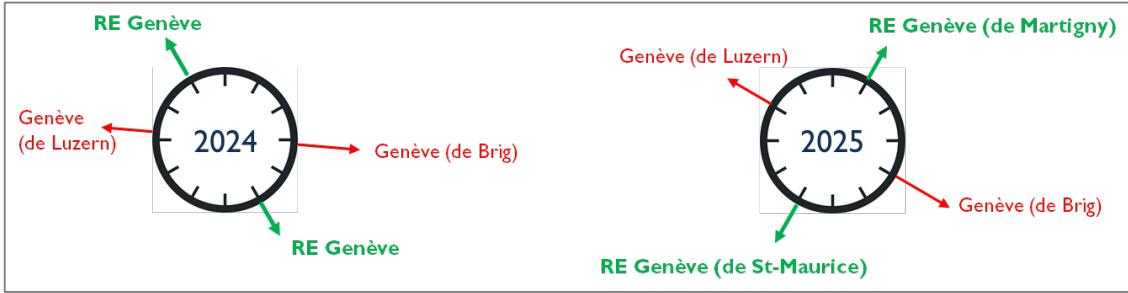 RE Genève
Genève
(de Luzern)
2024
Genève (de Brig)
RE Genève
RE Genève (de Martigny)
Genève (de Luzern)
2025
Genève (de Brig)
RE Genève (de St-Maurice)